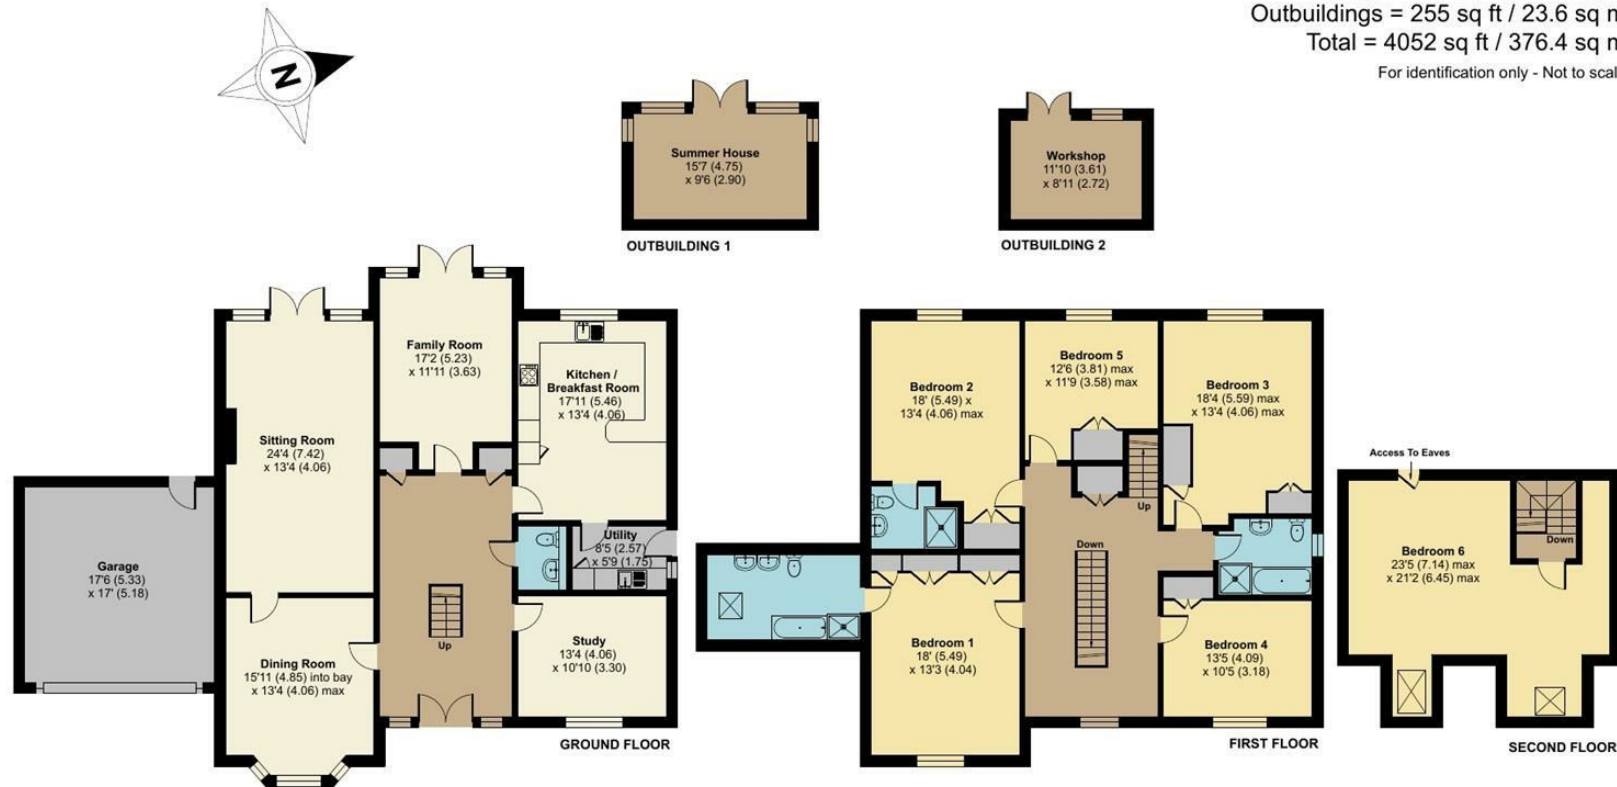 Outbuildings = 255 sq ft / 23.6 sq m
Total = 4052 sq ft / 376.4 sq m
For identification only - Not to scal
N
Summer House
15'7 (4.75)
x 9'6 (2.90)
OUTBUILDING 1
Workshop
11'10 (3.61)
x 8'11 (2.72)
OUTBUILDING 2
Family Room
17'2 (5.23)
x 11'11 (3.63)
Kitchen /
Breakfast Room
17'11 (5.46)
x 13'4 (4.06)
Sitting Room
24'4 (7.42)
x 13'4 (4.06)
Utility
8'5 (2.57)
x 5'9 (1.75)
Garage
17'6 (5.33)
x 17' (5.18)
Up
Study
13'4 (4.06)
x 10'10 (3.30)
Dining Room
15'11 (4.85) into bay
x 13'4 (4.06) max
GROUND FLOOR
Bedroom 5
12'6 (3.81) max
x 11'9 (3.58) max
Bedroom 2
18' (5.49) x
13'4 (4.06) max
Bedroom 3
18'4 (5.59) max
x 13'4 (4.06) max
Up
Down
Bedroom 1
18' (5.49)
x 13'3 (4.04)
Bedroom 4
13'5 (4.09)
x 10'5 (3.18)
FIRST FLOOR
Access To Eaves
Down
Bedroom 6
23'5 (7.14) max
x 21'2 (6.45) max
SECOND FLOOR